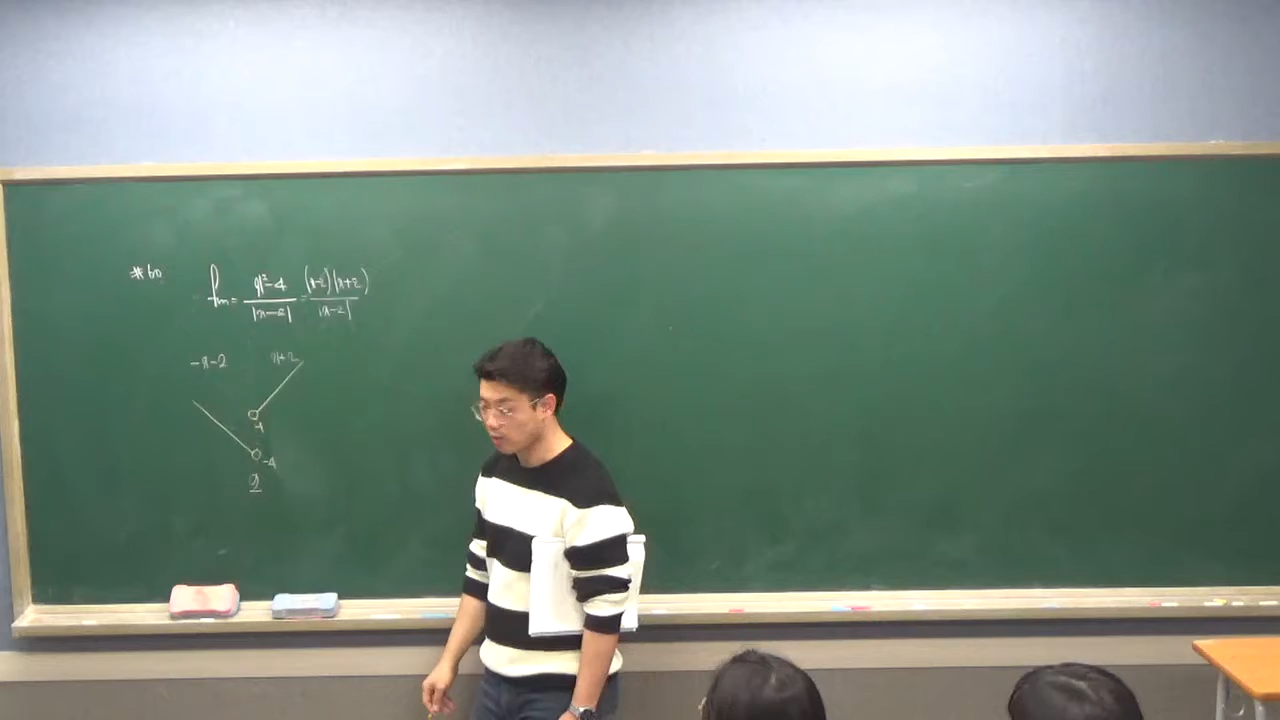 #60
f(x) = x²-4 / |x-2| = (x-2)(x+2) / |x-2|
-x-2 x+2
4
-4
2